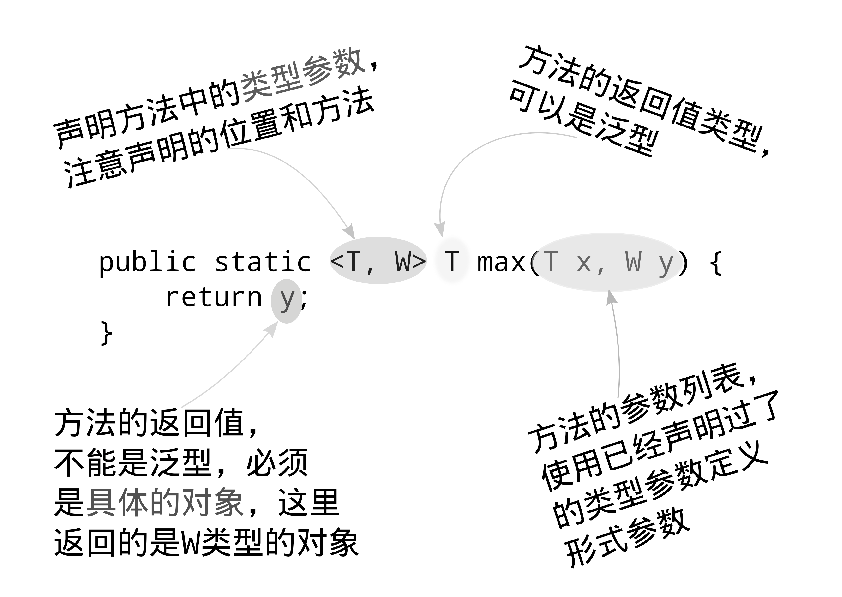 声明方法中的类型参数，
注意声明的位置和方法
方法的返回值类型，
可以是泛型
public static <T, W> T max(T x, W y) {
return y;
}
方法的返回值，
不能是泛型，必须
是具体的对象，这里
返回的是W类型的对象
方法的参数列表，
使用已经声明过了
的类型参数定义
形式参数